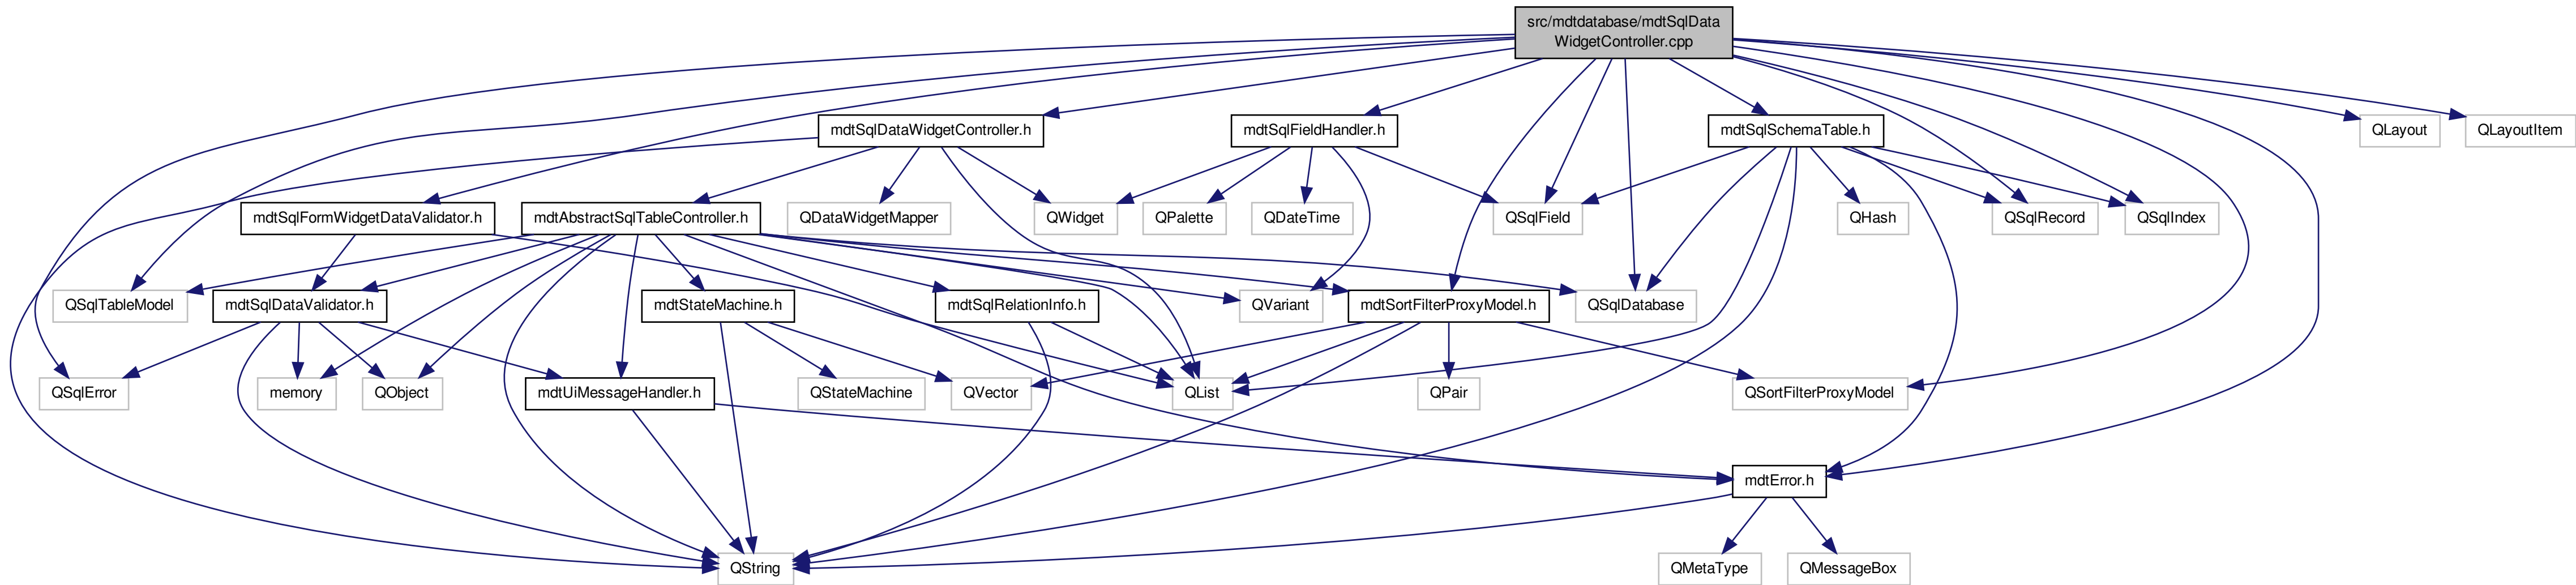 src/mdtdatabase/mdtSqlData
WidgetController.cpp
mdtSqlDataWidgetController.h
mdtSqlFieldHandler.h
mdtSqlSchemaTable.h
QLayout
QLayoutItem
mdtSqlFormWidgetDataValidator.h
mdtAbstractSqlTableController.h
QDataWidgetMapper
QWidget
QPalette
QDateTime
QSqlField
QHash
QSqlRecord
QSqlIndex
QSqlTableModel
mdtSqlDataValidator.h
mdtStateMachine.h
mdtSqlRelationInfo.h
QVariant
mdtSortFilterProxyModel.h
QSqlDatabase
QSqlError
memory
QObject
mdtUiMessageHandler.h
QStateMachine
QVector
QList
QPair
QSortFilterProxyModel
mdtError.h
QString
QMetaType
QMessageBox